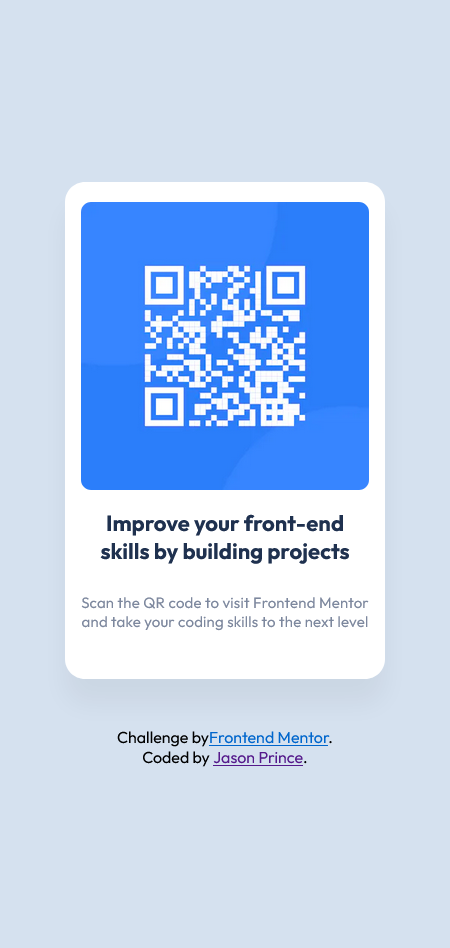 Improve your front-end
skills by building projects
Scan the QR code to visit Frontend Mentor
and take your coding skills to the next level
Challenge byFrontend Mentor.
Coded by Jason Prince.